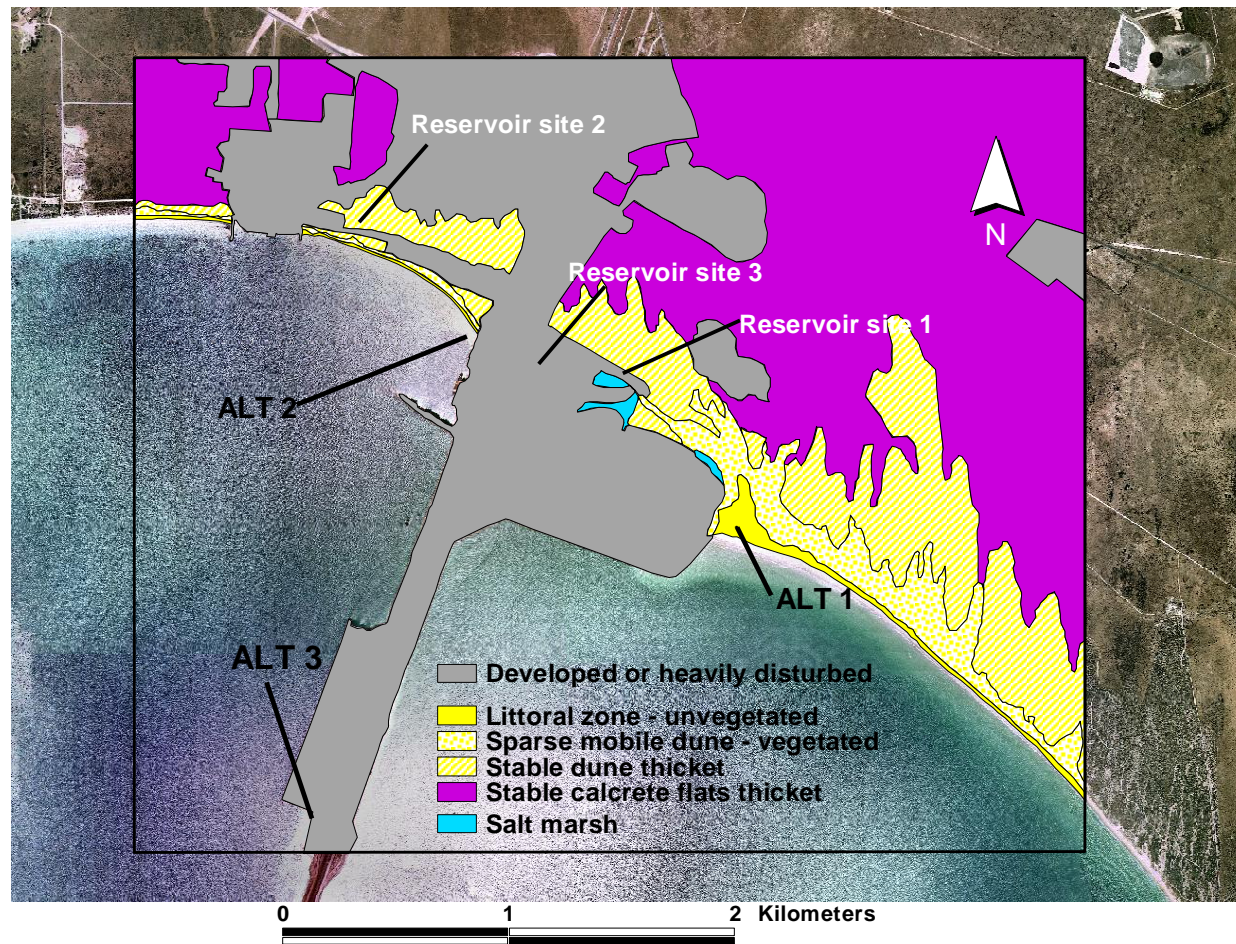 Reservoir site 2
N
Reservoir site 3
Reservoir site 1
ALT 2
ALT 1
ALT 3
Developed or heavily disturbed
Littoral zone - unvegetated
Sparse mobile dune - vegetated
Stable dune thicket
Stable calcrete flats thicket
Salt marsh
0 1 2 Kilometers